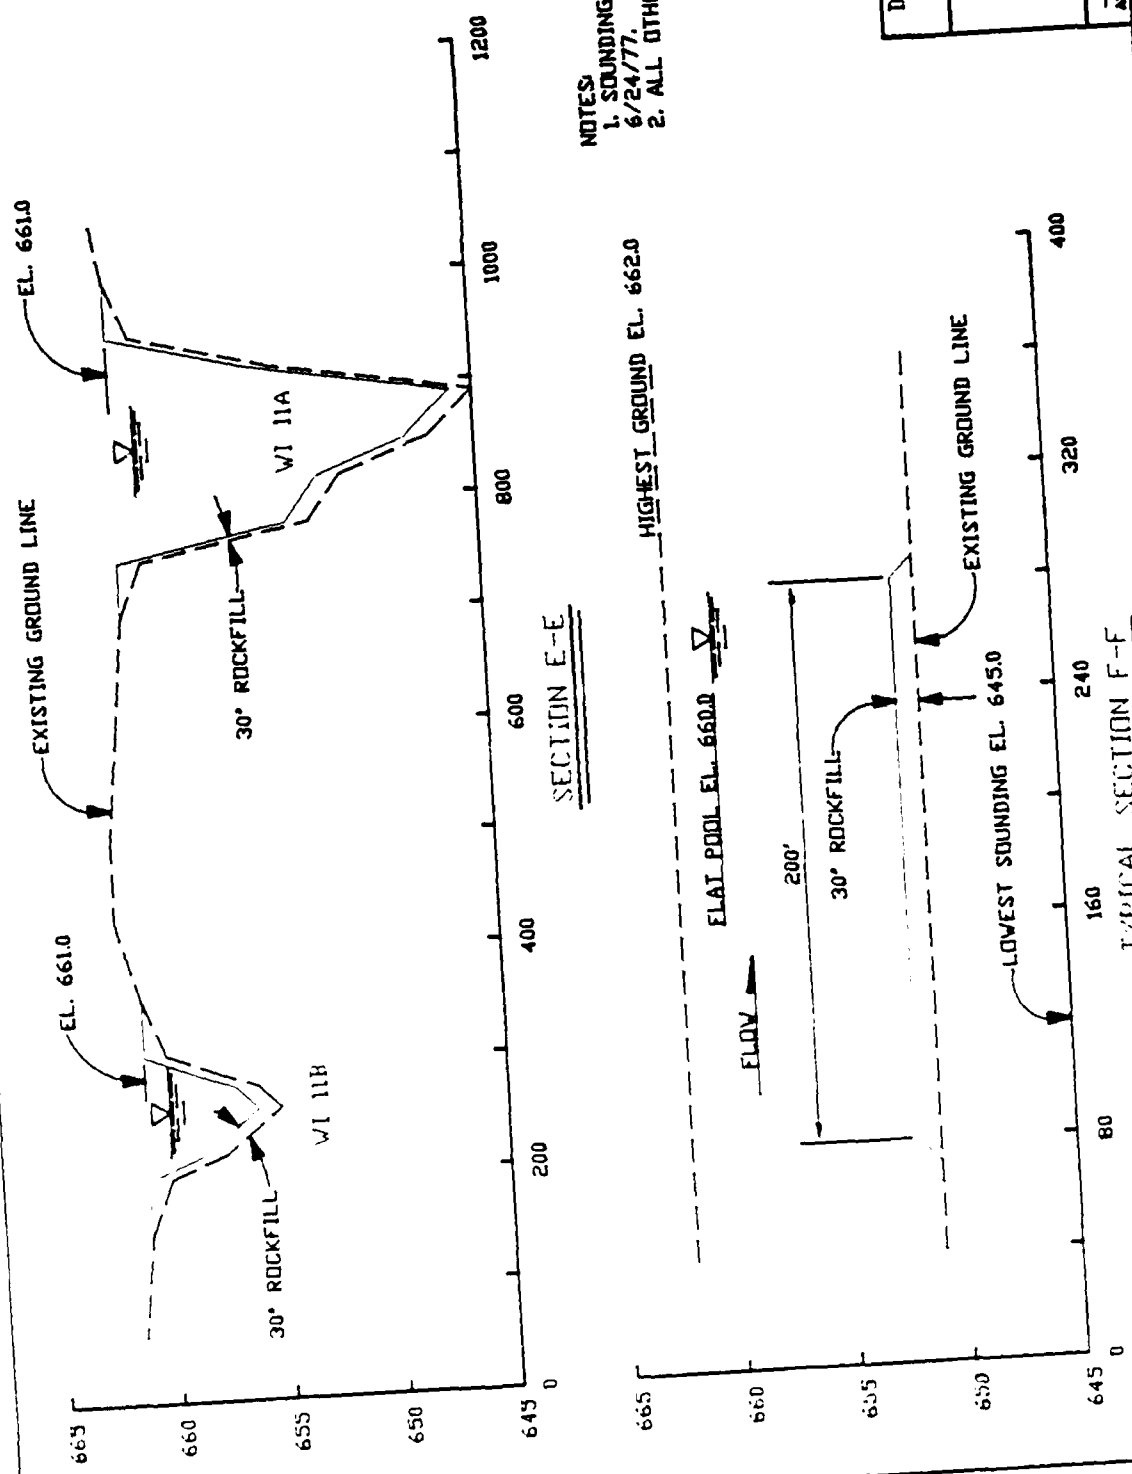 665
660
655
650
645
0
200
400
600
800
1000
1200
EL. 661.0
EXISTING GROUND LINE
EL. 661.0
WI 11B
WI 11A
30" ROCKFILL
30" ROCKFILL
SECTION E-E
665
660
655
650
645
0
80
160
240
320
400
HIGHEST GROUND EL. 662.0
FLAT POOL EL. 660.0
FLOW
200'
30" ROCKFILL
EXISTING GROUND LINE
LOWEST SOUNDING EL. 645.0
TYPICAL SECTION F-F
NOTES:
1. SOUNDING
6/24/77.
2. ALL OTH
D